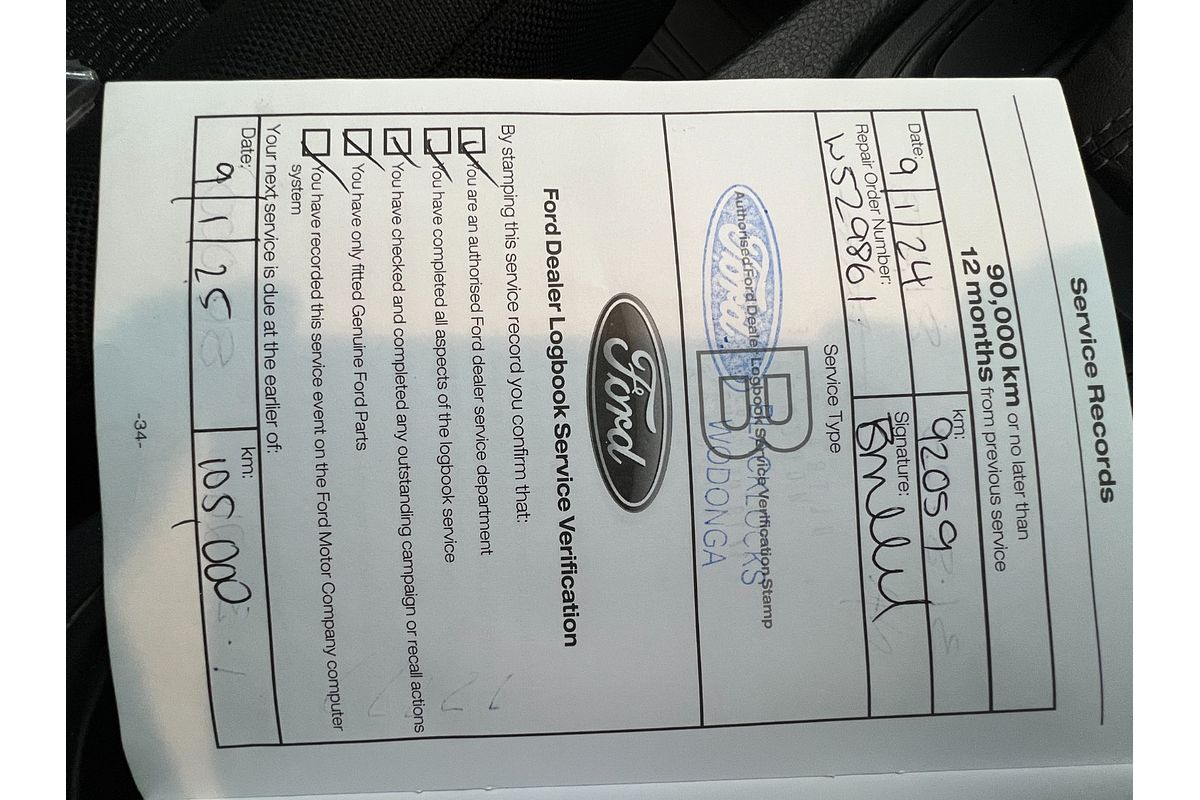 Service Records
90,000 km or no later than
12 months from previous service
Date: 9/1/24 km: 92059
Repair Order Number: Signature:
W529861
Service Type
B
Authorised Ford Dealer Logbook Service Verification Stamp
Ford BLACKLOCKS
WODONGA
Ford
Ford Dealer Logbook Service Verification
By stamping this service record you confirm that:
You are an authorised Ford dealer service department
You have completed all aspects of the logbook service
You have checked and completed any outstanding campaign or recall actions
You have only fitted Genuine Ford Parts
You have recorded this service event on the Ford Motor Company computer
system
Your next service is due at the earlier of:
Date: 9/1/25 km: 105,000
-34-